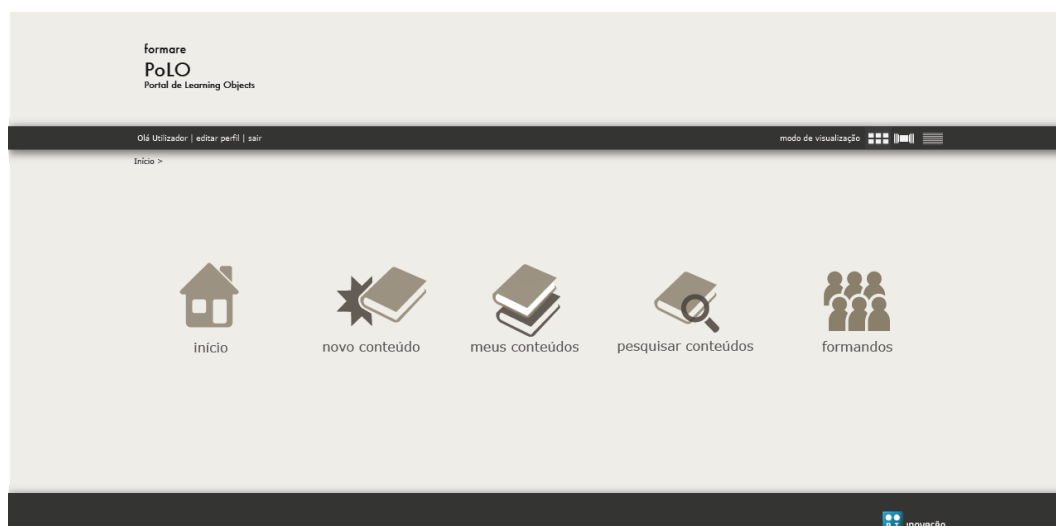 formare
PoLO
Portal de Learning Objects
Olá Utilizador | editar perfil | sair
modo de visualização
Início >
início
novo conteúdo
meus conteúdos
pesquisar conteúdos
formandos
P T inovação